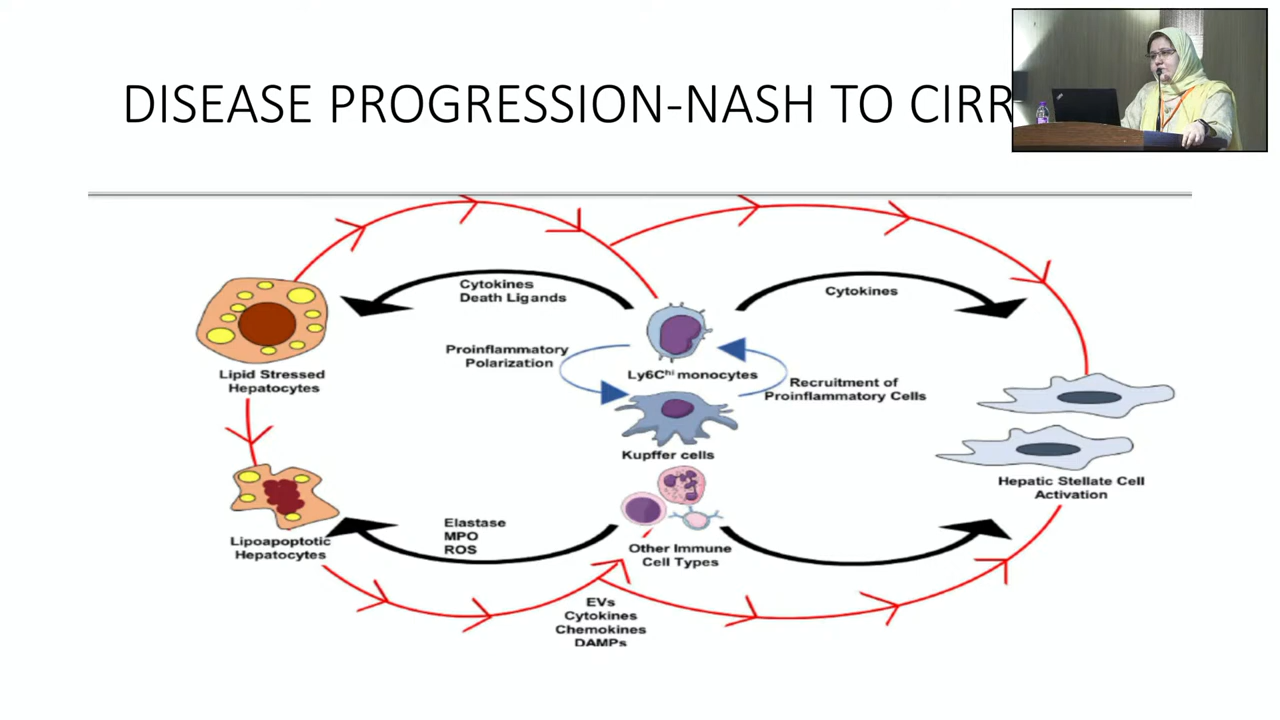 DISEASE PROGRESSION-NASH TO CIRR
Cytokines
Death Ligands
Cytokines
Proinflammatory
Polarization
Ly6Cʰⁱ monocytes
Recruitment of
Proinflammatory Cells
Lipid Stressed
Hepatocytes
Kupffer cells
Hepatic Stellate Cell
Activation
Elastase
MPO
ROS
Lipoapoptotic
Hepatocytes
Other Immune
Cell Types
EVs
Cytokines
Chemokines
DAMPs